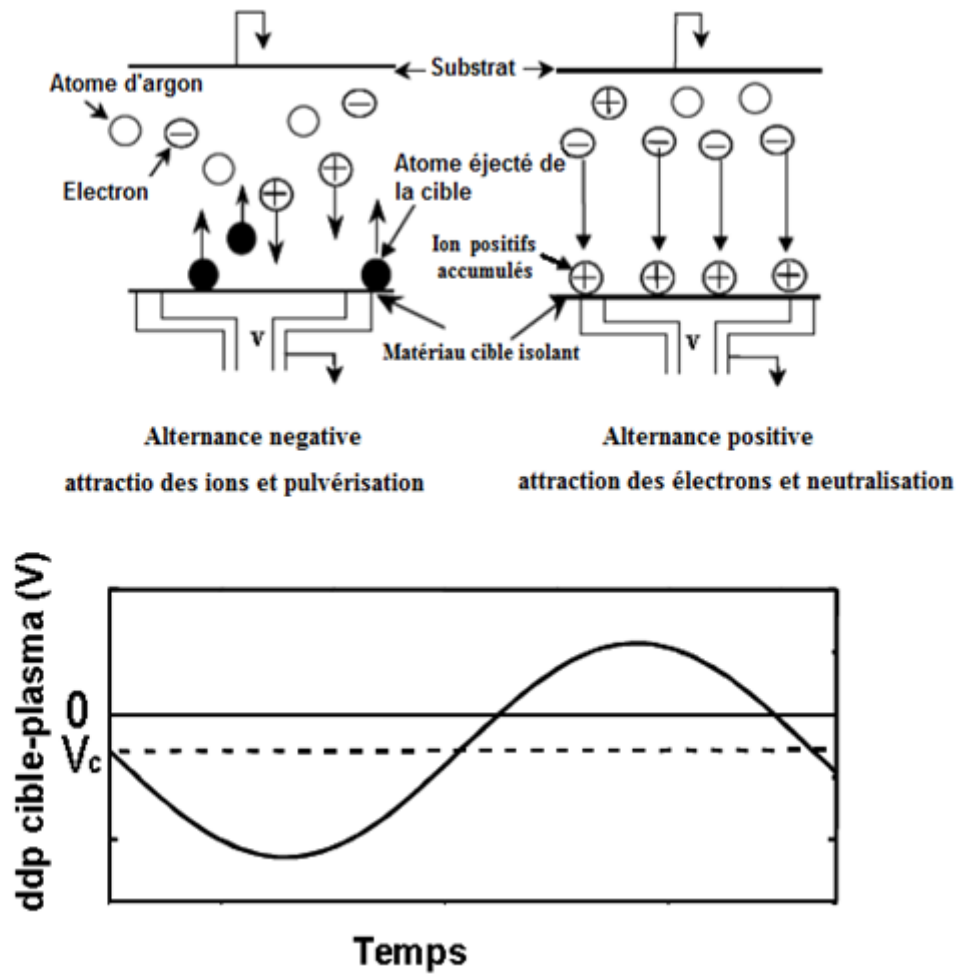 Substrat
Atome d'argon
Electron
Atome éjecté de
la cible
Ion positifs
accumulés
V
V
Matériau cible isolant
Alternance negative
attractio des ions et pulvérisation
Alternance positive
attraction des électrons et neutralisation
ddp cible-plasma (V)
0
Vc
Temps